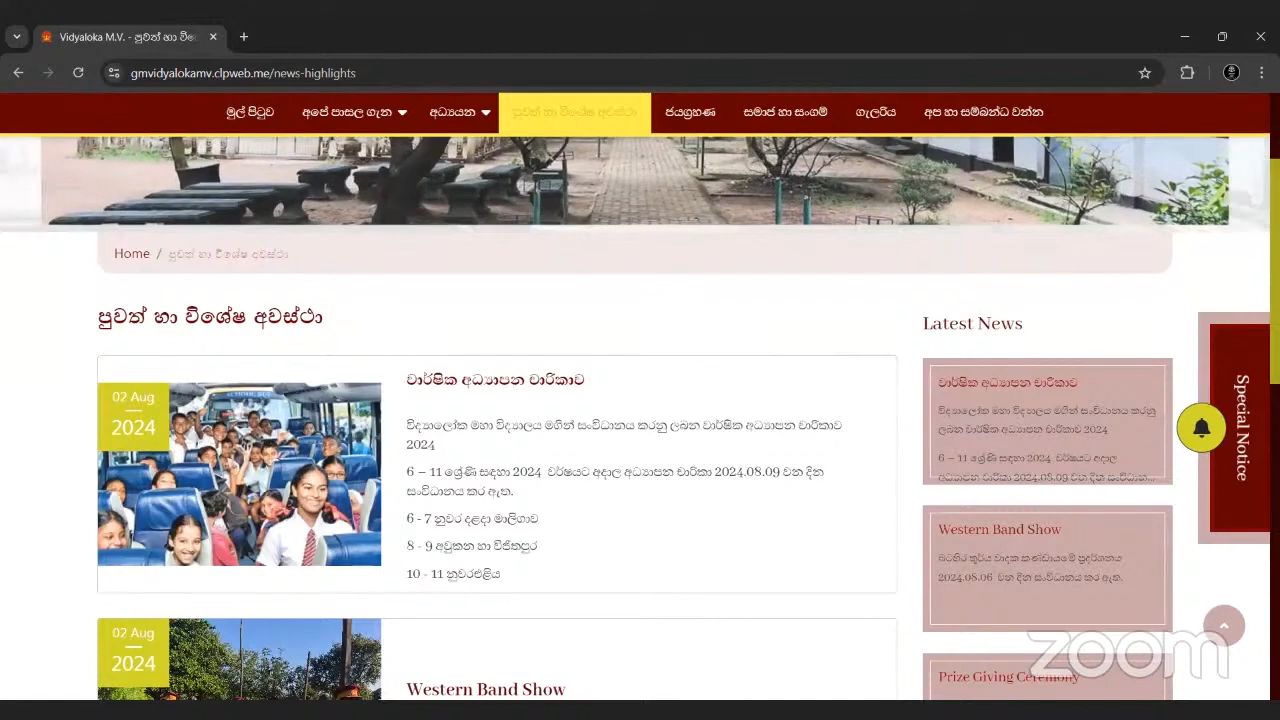 Vidyaloka M.V. - පුවත් හා විශේ
gmvidyalokamv.clpweb.me/news-highlights
මුල් පිටුව අපේ පාසල ගැන අධ්‍යයන පුවත් හා විශේෂ අවස්ථා ජයග්‍රහණ සමාජ හා සංගම් ගැලරිය අප හා සම්බන්ධ වන්න
Home / පුවත් හා විශේෂ අවස්ථා
පුවත් හා විශේෂ අවස්ථා
02 Aug
2024
SCHOOL BUS
වාර්ෂික අධ්‍යාපන චාරිකාව
විද්‍යාලෝක මහා විද්‍යාලය මගින් සංවිධානය කරනු ලබන වාර්ෂික අධ්‍යාපන චාරිකාව
2024
6 – 11 ශ්‍රේණි සඳහා 2024 වර්ෂයට අදාල අධ්‍යාපන චාරිකා 2024.08.09 වන දින
සංවිධානය කර ඇත.
6 - 7 නුවර දළදා මාලිගාව
8 - 9 අවුකන හා විජිතපුර
10 - 11 නුවරඑළිය
02 Aug
2024
Western Band Show
Latest News
වාර්ෂික අධ්‍යාපන චාරිකාව
විද්‍යාලෝක මහා විද්‍යාලය මගින් සංවිධානය කරනු
ලබන වාර්ෂික අධ්‍යාපන චාරිකාව 2024
6 – 11 ශ්‍රේණි සඳහා 2024 වර්ෂයට අදාල
අධ්‍යාපන චාරිකා 2024.08.09 වන දින සංවිධාන...
Western Band Show
බටහිර තූර්ය වාදක කණ්ඩායමේ ප්‍රදර්ශනය
2024.08.06 වන දින සංවිධානය කර ඇත.
Prize Giving Ceremony
Special Notice
zoom